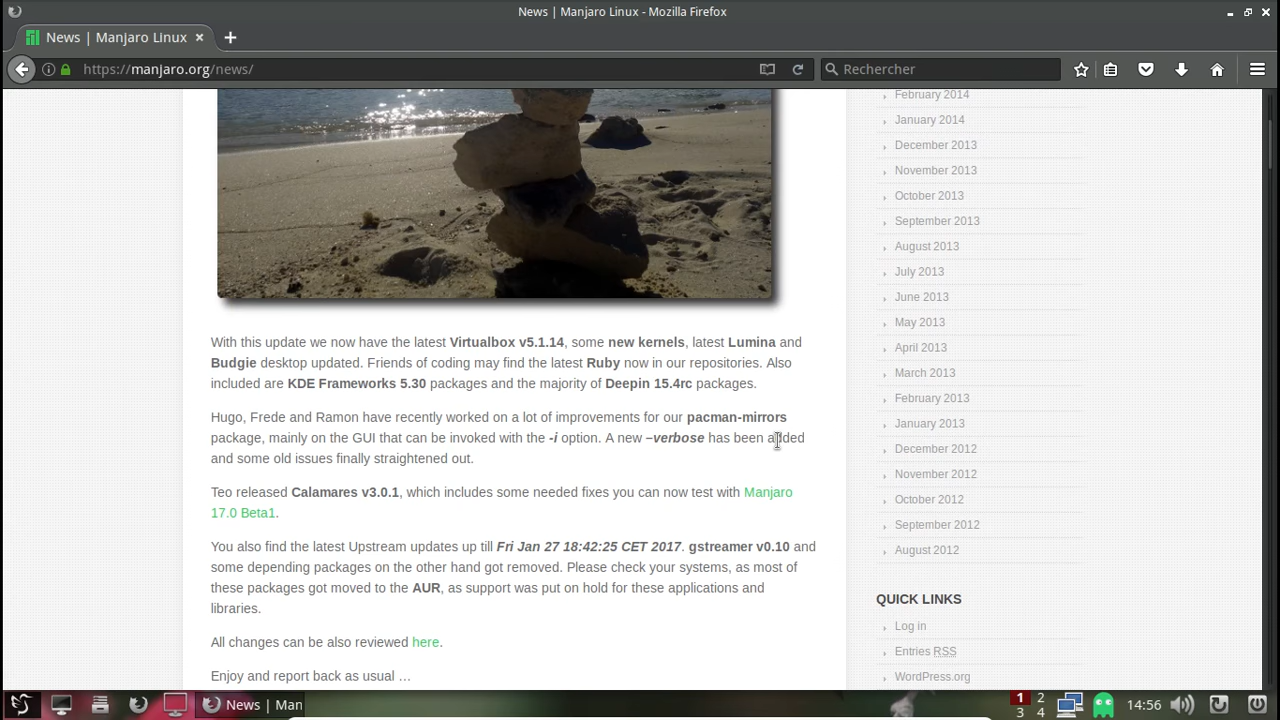 News | Manjaro Linux - Mozilla Firefox
News | Manjaro Linux
https://manjaro.org/news/
Rechercher
With this update we now have the latest Virtualbox v5.1.14, some new kernels, latest Lumina and
Budgie desktop updated. Friends of coding may find the latest Ruby now in our repositories. Also
included are KDE Frameworks 5.30 packages and the majority of Deepin 15.4rc packages.
Hugo, Frede and Ramon have recently worked on a lot of improvements for our pacman-mirrors
package, mainly on the GUI that can be invoked with the -i option. A new –verbose has been added
and some old issues finally straightened out.
Teo released Calamares v3.0.1, which includes some needed fixes you can now test with Manjaro
17.0 Beta1.
You also find the latest Upstream updates up till Fri Jan 27 18:42:25 CET 2017. gstreamer v0.10 and
some depending packages on the other hand got removed. Please check your systems, as most of
these packages got moved to the AUR, as support was put on hold for these applications and
libraries.
All changes can be also reviewed here.
Enjoy and report back as usual …
February 2014
January 2014
December 2013
November 2013
October 2013
September 2013
August 2013
July 2013
June 2013
May 2013
April 2013
March 2013
February 2013
January 2013
December 2012
November 2012
October 2012
September 2012
August 2012
QUICK LINKS
Log in
Entries RSS
WordPress.org
News | Man
1 2
3 4
14:56